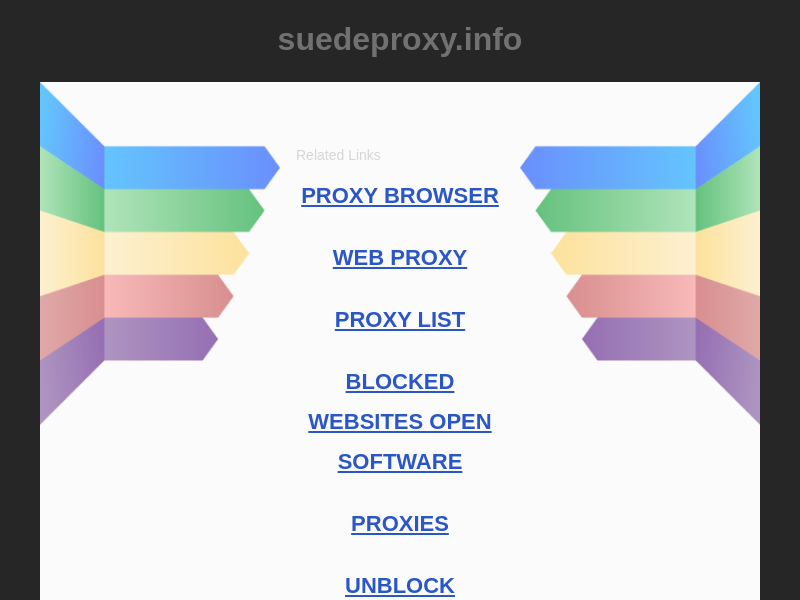 suedeproxy.info
Related Links
PROXY BROWSER
WEB PROXY
PROXY LIST
BLOCKED
WEBSITES OPEN
SOFTWARE
PROXIES
UNBLOCK